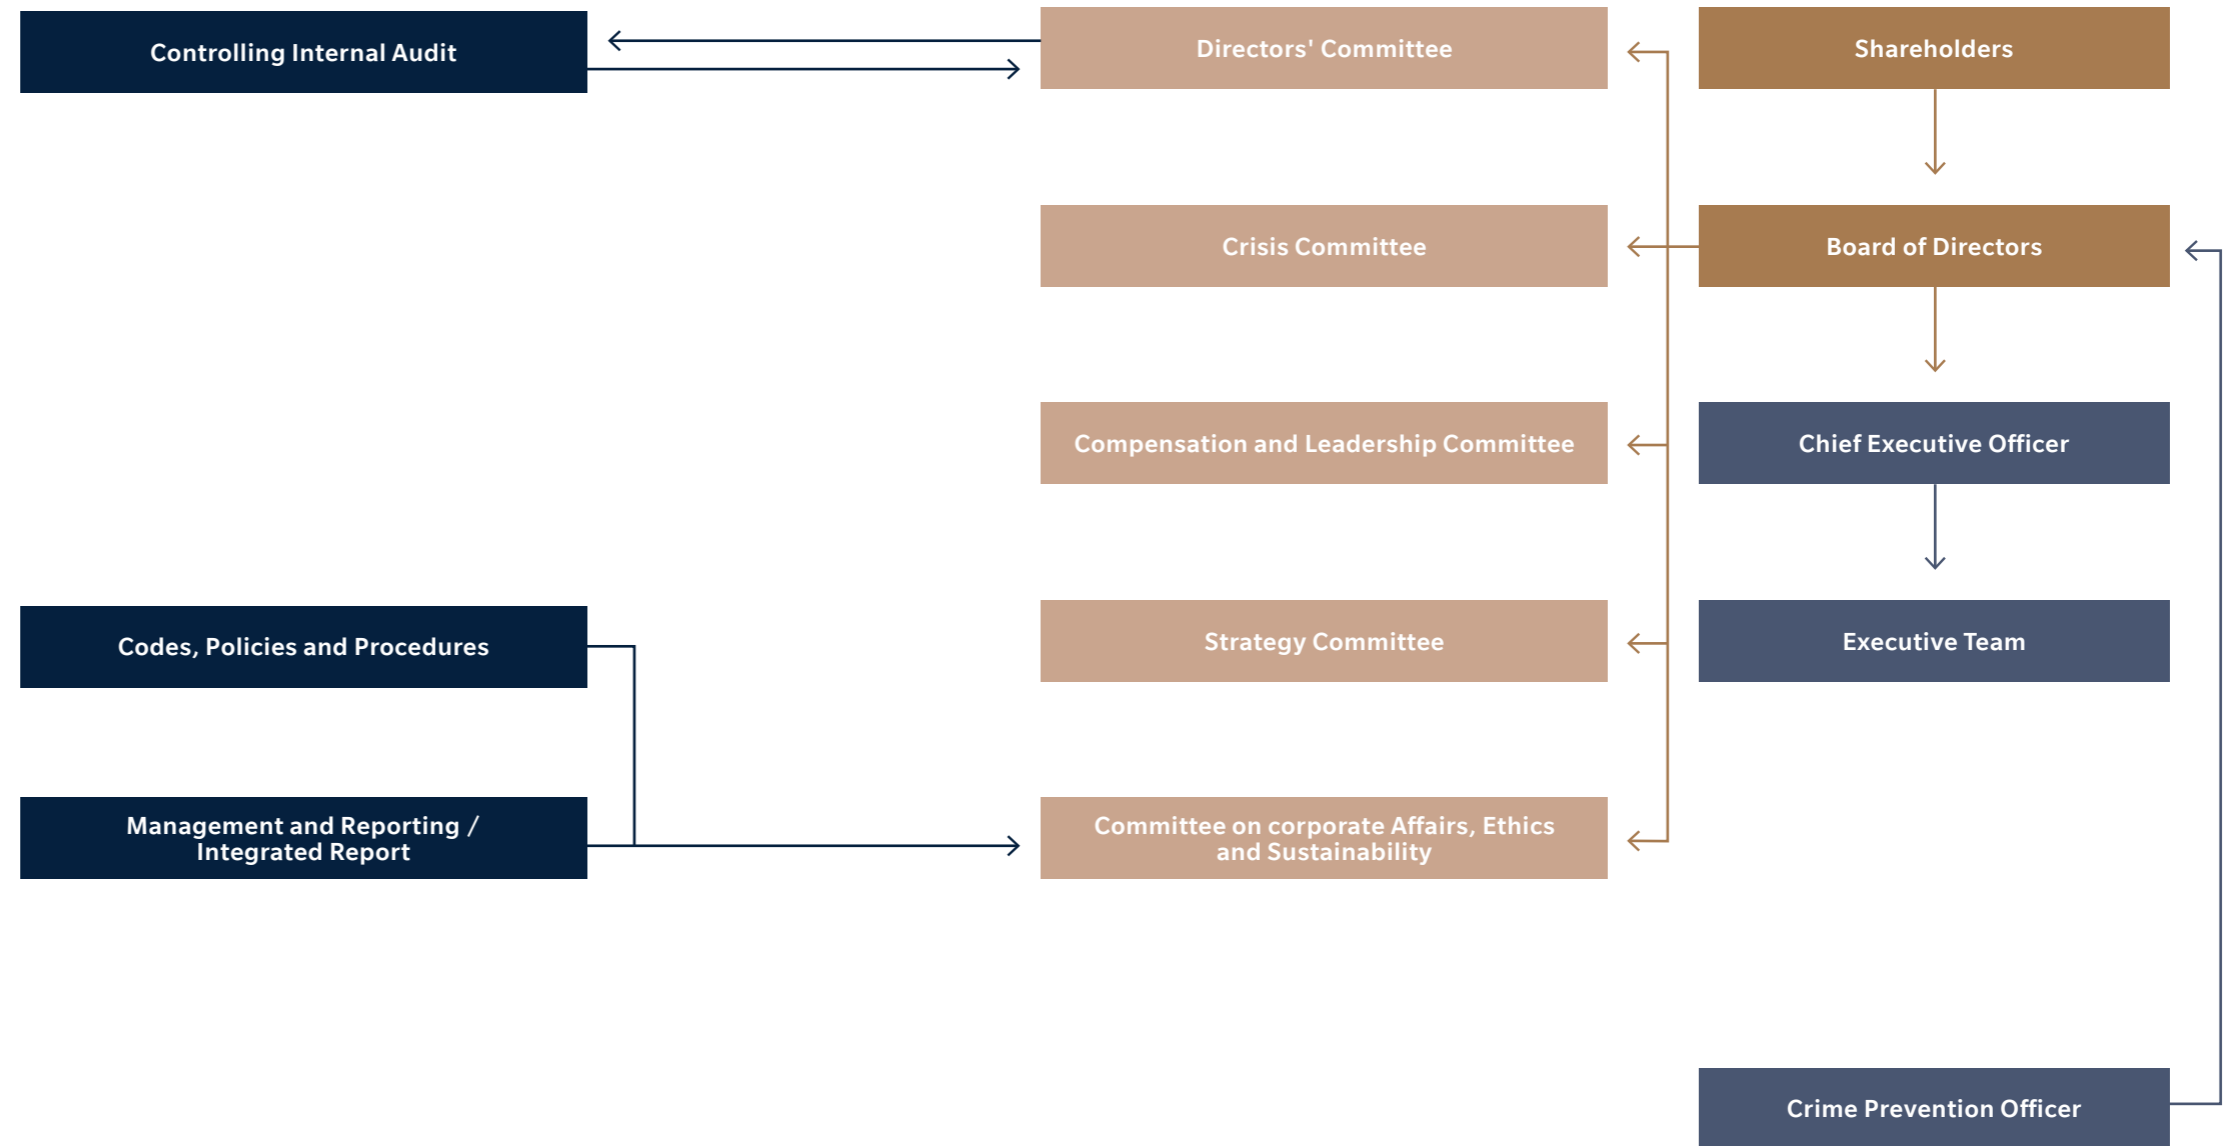 Controlling Internal Audit
Directors' Committee
Shareholders
Crisis Committee
Board of Directors
Compensation and Leadership Committee
Chief Executive Officer
Codes, Policies and Procedures
Strategy Committee
Executive Team
Management and Reporting /
Integrated Report
Committee on corporate Affairs, Ethics
and Sustainability
Crime Prevention Officer